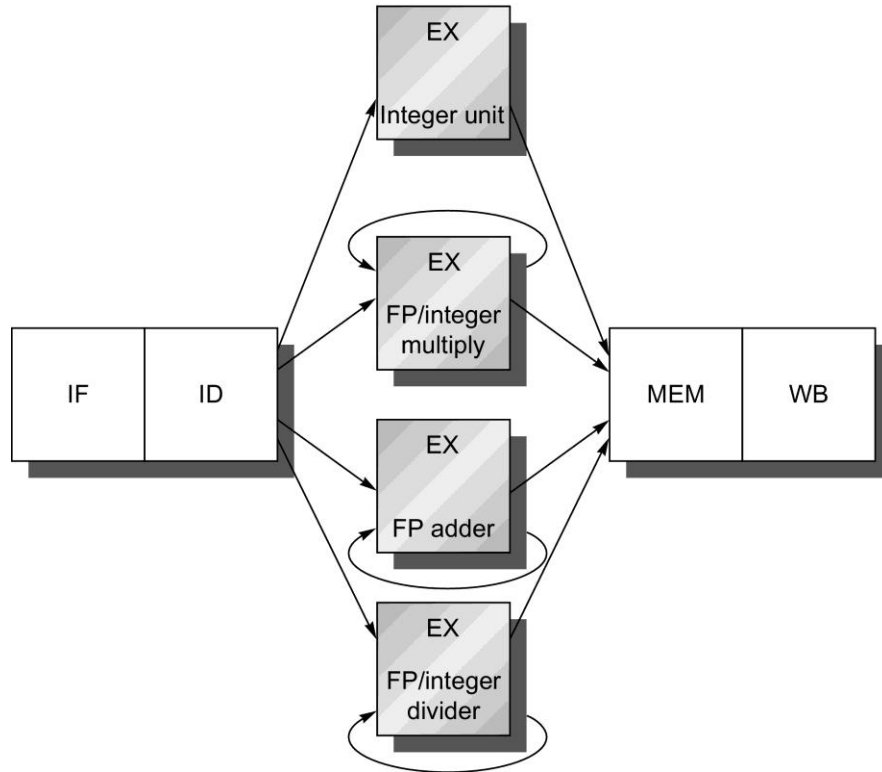 EX
Integer unit
EX
FP/integer
multiply
IF
ID
MEM
WB
EX
FP adder
EX
FP/integer
divider